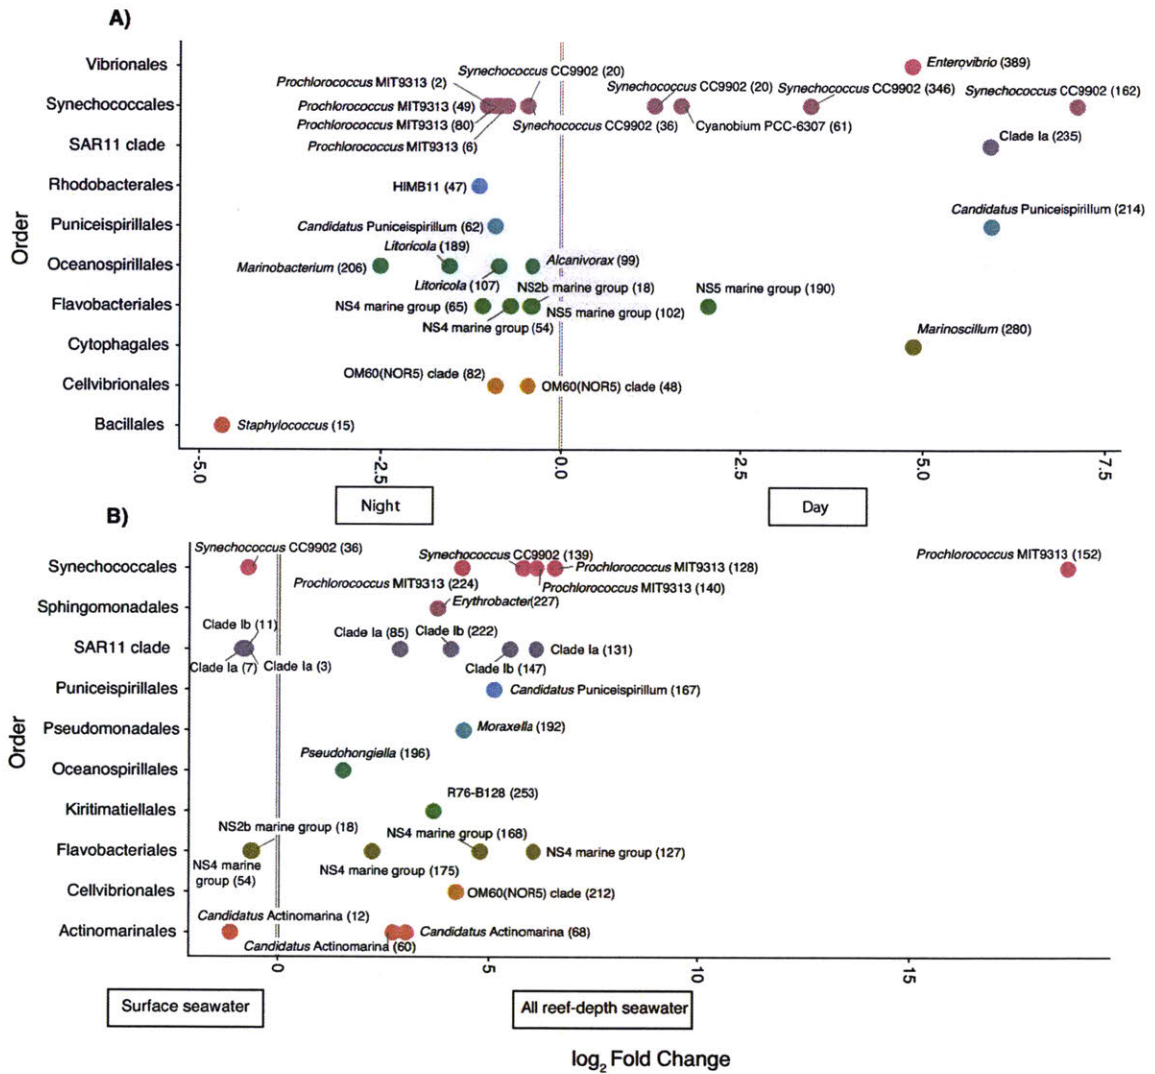 A)
Order
Vibrionales
Enterovibrio (389)
Synechococcus CC9902 (20)
Prochlorococcus MIT9313 (2)
Synechococcus CC9902 (20)
Synechococcus CC9902 (346)
Synechococcus CC9902 (162)
Synechococcales
Prochlorococcus MIT9313 (49)
Prochlorococcus MIT9313 (80)
Synechococcus CC9902 (36)
Cyanobium PCC-6307 (61)
Prochlorococcus MIT9313 (6)
SAR11 clade
Clade Ia (235)
Rhodobacterales
HIMB11 (47)
Puniceispirillales
Candidatus Puniceispirillum (62)
Candidatus Puniceispirillum (214)
Oceanospirillales
Litoricola (189)
Marinobacterium (206)
Alcanivorax (99)
Litoricola (107)
Flavobacteriales
NS2b marine group (18)
NS5 marine group (190)
NS4 marine group (65)
NS5 marine group (102)
NS4 marine group (54)
Cytophagales
Marinoscillum (280)
Cellvibrionales
OM60(NOR5) clade (82)
OM60(NOR5) clade (48)
Bacillales
Staphylococcus (15)
-5.0
-2.5
0.0
2.5
5.0
7.5
Night
Day
B)
Order
Synechococcales
Synechococcus CC9902 (36)
Synechococcus CC9902 (139)
Prochlorococcus MIT9313 (152)
Prochlorococcus MIT9313 (128)
Prochlorococcus MIT9313 (224)
Prochlorococcus MIT9313 (140)
Sphingomonadales
Erythrobacter(227)
SAR11 clade
Clade Ib (11)
Clade Ia (85)
Clade Ib (222)
Clade Ia (131)
Clade Ia (7)
Clade Ia (3)
Clade Ib (147)
Puniceispirillales
Candidatus Puniceispirillum (167)
Pseudomonadales
Moraxella (192)
Oceanospirillales
Pseudohongiella (196)
Kiritimatiellales
R76-B128 (253)
Flavobacteriales
NS2b marine group (18)
NS4 marine group (168)
NS4 marine group (127)
NS4 marine
group (54)
NS4 marine group (175)
Cellvibrionales
OM60(NOR5) clade (212)
Actinomarinales
Candidatus Actinomarina (12)
Candidatus Actinomarina (68)
Candidatus Actinomarina (60)
0
5
10
15
Surface seawater
All reef-depth seawater
log2 Fold Change